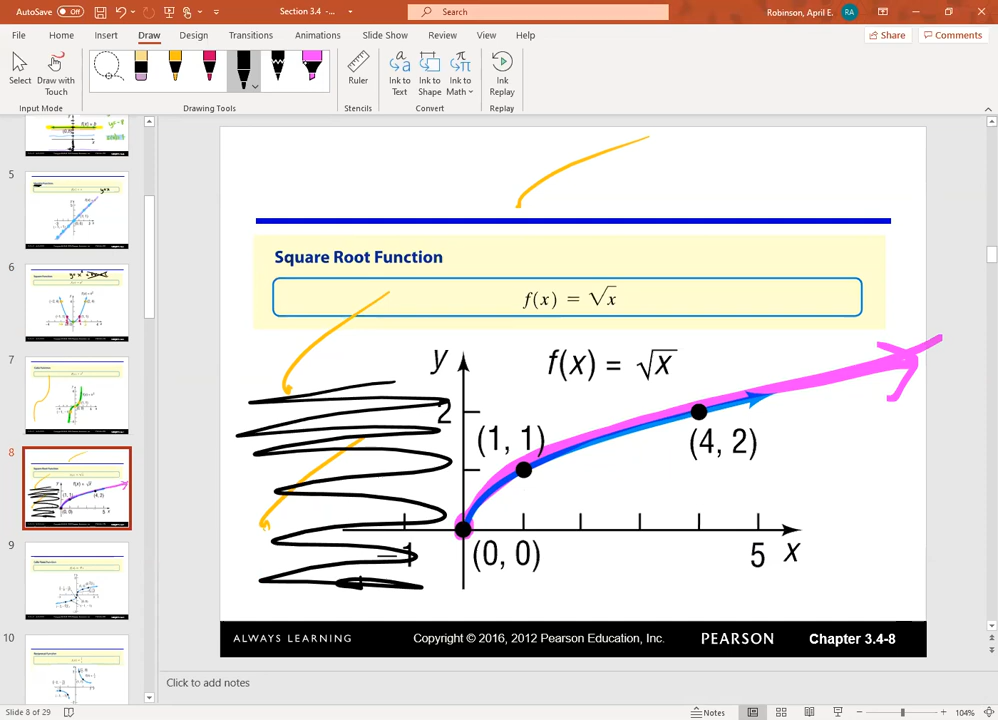 AutoSave Off Section 3.4 -... Search Robinson, April E. RA
File Home Insert Draw Design Transitions Animations Slide Show Review View Help Share Comments
Select Draw with Touch Ruler Ink to Text Ink to Shape Ink to Math Ink Replay
Input Mode Drawing Tools Stencils Convert Replay
5
6
7
8
9
10
Square Root Function
f(x) = √x
y
f(x) = √x
2
(1, 1)
(4, 2)
−1
(0, 0)
5 x
ALWAYS LEARNING Copyright © 2016, 2012 Pearson Education, Inc. PEARSON Chapter 3.4-8
Click to add notes
Slide 8 of 29 Notes 104%